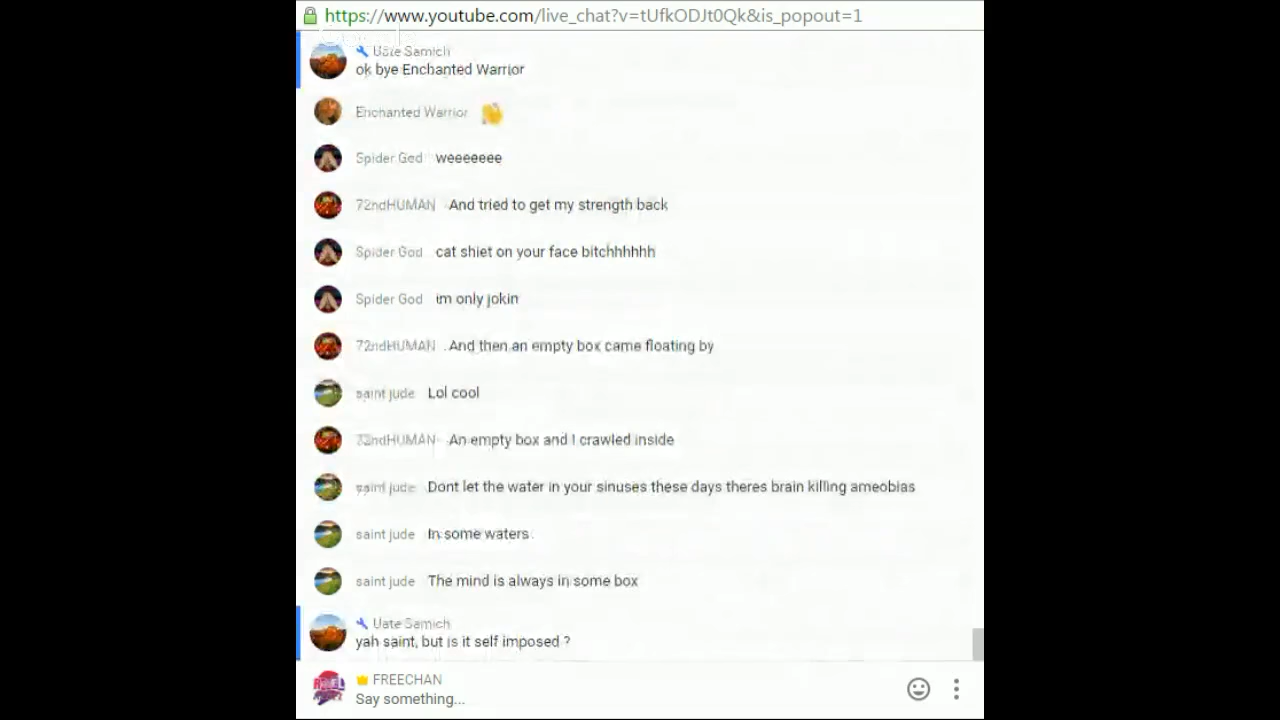 https://www.youtube.com/live_chat?v=tUfkODJt0Qk&is_popout=1
Uate Samich
ok bye Enchanted Warrior
Enchanted Warrior
Spider God weeeeeee
72ndHUMAN And tried to get my strength back
Spider God cat shiet on your face bitchhhhhh
Spider God im only jokin
72ndHUMAN .And then an empty box came floating by
saint jude Lol cool
72ndHUMAN An empty box and I crawled inside
saint jude Dont let the water in your sinuses these days theres brain killing ameobias
saint jude In some waters.
saint jude The mind is always in some box
Uate Samich
yah saint, but is it self imposed ?
FREECHAN
Say something...